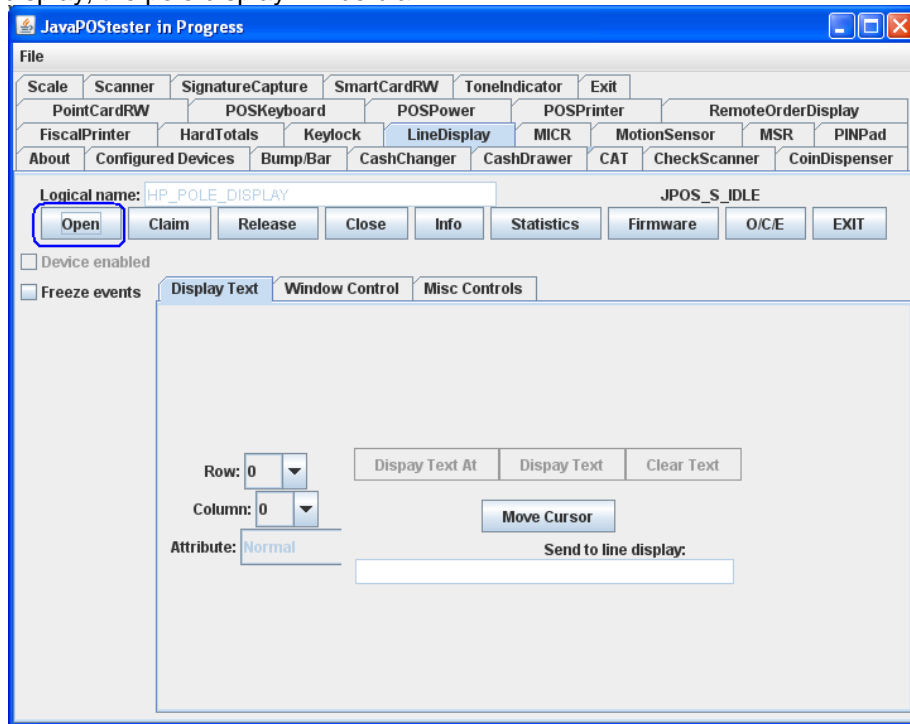 JavaPOStester in Progress
File
Scale Scanner SignatureCapture SmartCardRW ToneIndicator Exit
PointCardRW POSKeyboard POSPower POSPrinter RemoteOrderDisplay
FiscalPrinter HardTotals Keylock LineDisplay MICR MotionSensor MSR PINPad
About Configured Devices Bump/Bar CashChanger CashDrawer CAT CheckScanner CoinDispenser
Logical name: HP_POLE_DISPLAY JPOS_S_IDLE
Open Claim Release Close Info Statistics Firmware O/C/E EXIT
Device enabled
Freeze events Display Text Window Control Misc Controls
Row: 0 Dispay Text At Dispay Text Clear Text
Column: 0 Move Cursor
Attribute: Normal Send to line display: